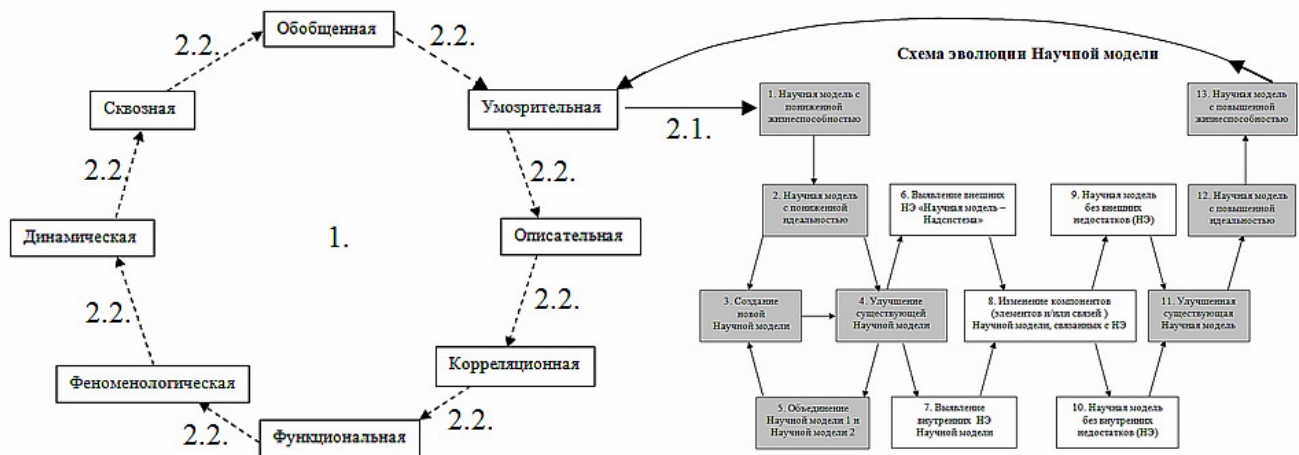 Обобщенная
2.2.
2.2.
Схема эволюции Научной модели
Сквозная
Умозрительная
2.1.
1. Научная модель с
пониженной
жизнеспособностью
13. Научная модель
с повышенной
жизнеспособностью
2.2.
2.2.
2. Научная модель
с пониженной
идеальностью
6. Выявление внешних
НЭ «Научная модель –
Надсистема»
9. Научная модель
без внешних
недостатков (НЭ)
12. Научная модель
с повышенной
идеальностью
Динамическая
1.
Описательная
2.2.
2.2.
3. Создание
новой
Научной модели
4. Улучшение
существующей
Научной модели
8. Изменение компонентов
(элементов и/или связей )
Научной модели, связанных с НЭ
11. Улучшенная
существующая
Научная модель
Феноменологическая
Корреляционная
2.2.
2.2.
Функциональная
5. Объединение
Научной модели 1 и
Научной модели 2
7. Выявление
внутренних НЭ
Научной модели
10. Научная модель
без внутренних
недостатков (НЭ)